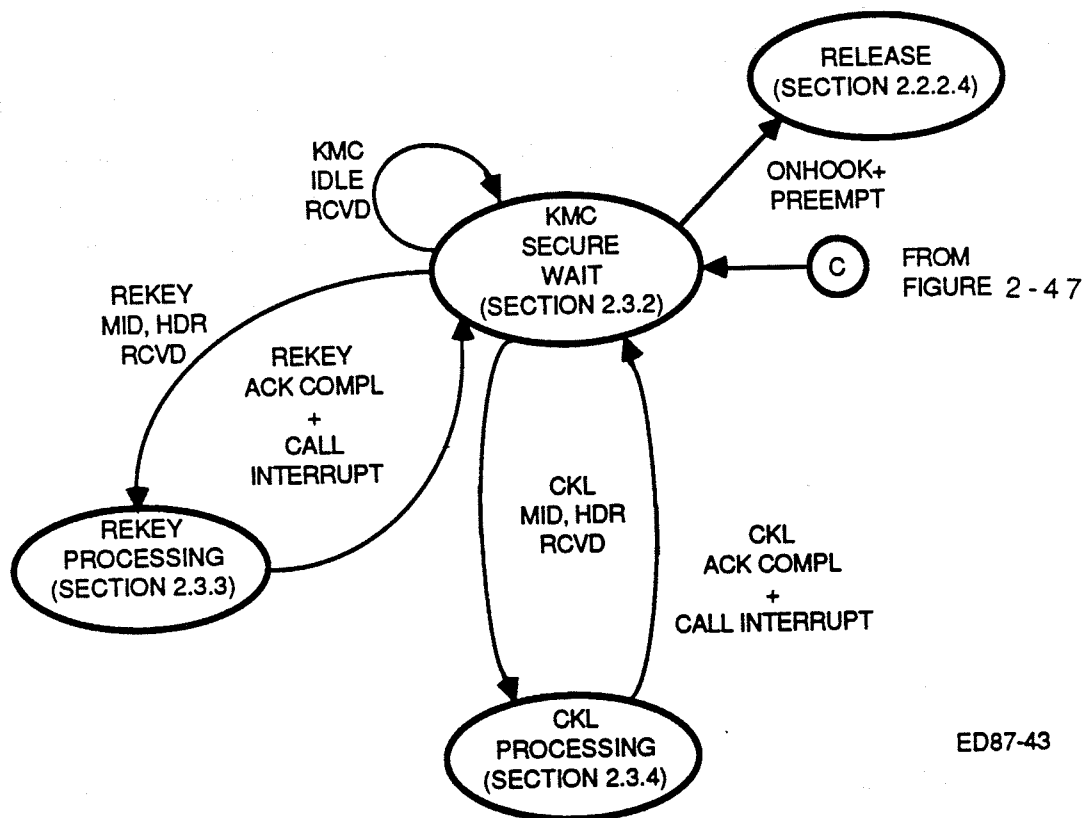 RELEASE
(SECTION 2.2.2.4)
ONHOOK+
PREEMPT
KMC
IDLE
RCVD
KMC
SECURE
WAIT
(SECTION 2.3.2)
C
FROM
FIGURE 2-47
REKEY
MID, HDR
RCVD
REKEY
ACK COMPL
+
CALL
INTERRUPT
CKL
MID, HDR
RCVD
CKL
ACK COMPL
+
CALL INTERRUPT
REKEY
PROCESSING
(SECTION 2.3.3)
CKL
PROCESSING
(SECTION 2.3.4)
ED87-43